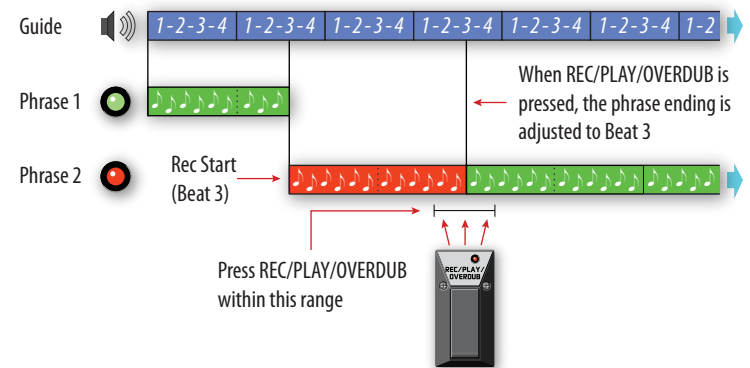 Guide
1-2-3-4 1-2-3-4 1-2-3-4 1-2-3-4 1-2-3-4 1-2-3-4 1-2
Phrase 1
When REC/PLAY/OVERDUB is
pressed, the phrase ending is
adjusted to Beat 3
Phrase 2
Rec Start
(Beat 3)
Press REC/PLAY/OVERDUB
within this range
REC/PLAY/
OVERDUB